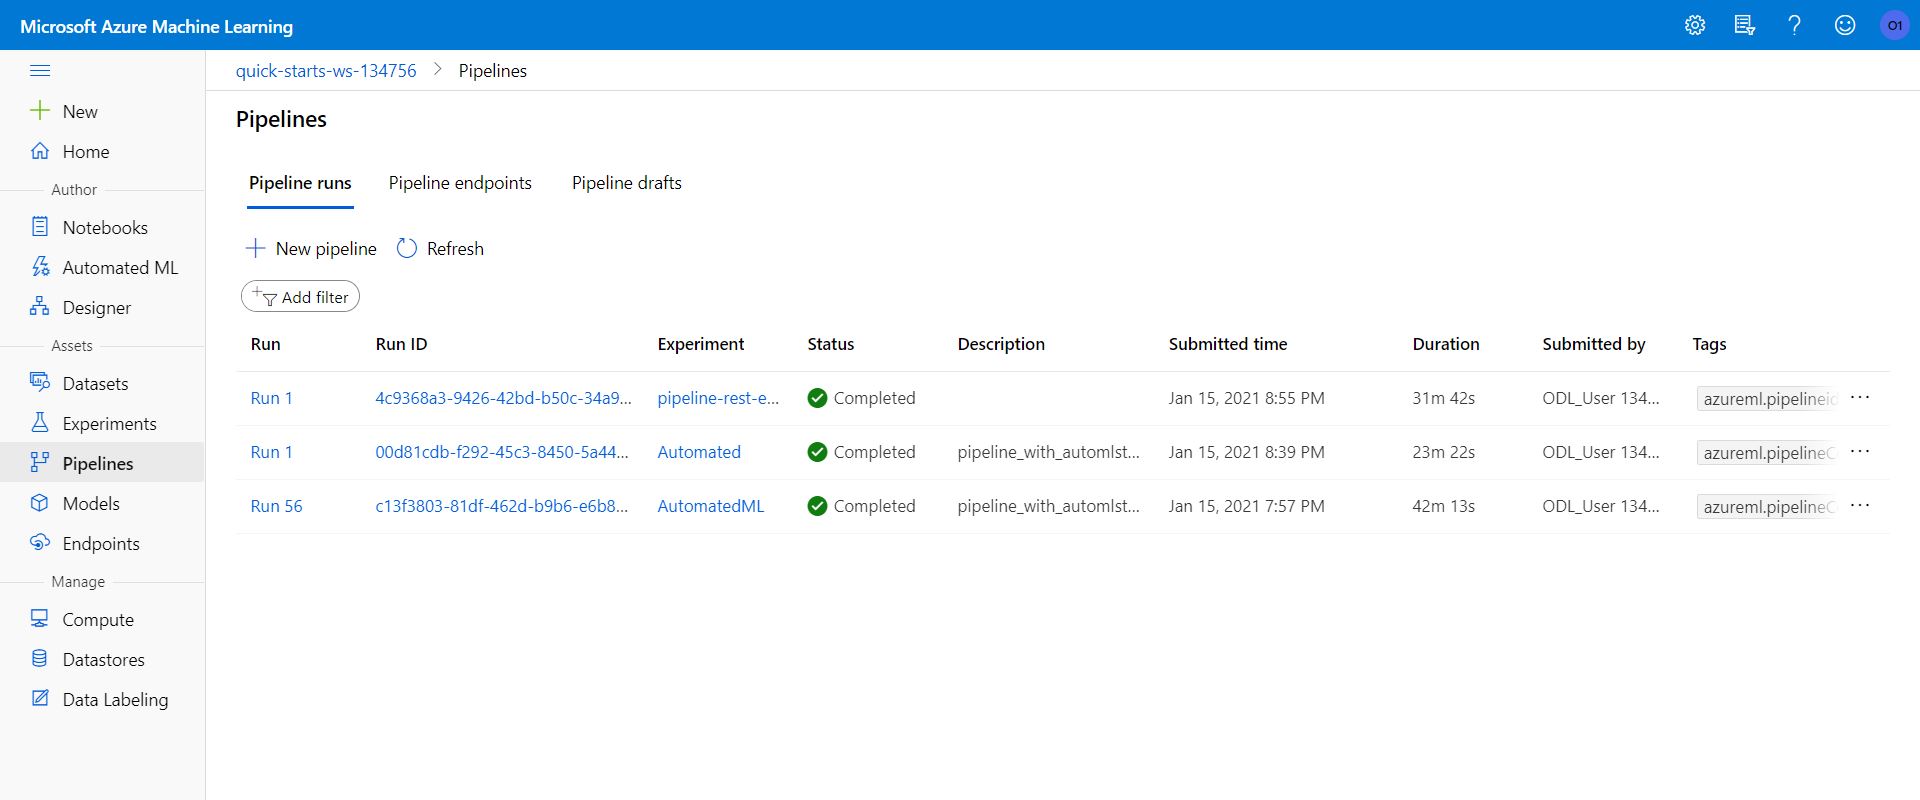 Microsoft Azure Machine Learning
O1
New
Home
Author
Notebooks
Automated ML
Designer
Assets
Datasets
Experiments
Pipelines
Models
Endpoints
Manage
Compute
Datastores
Data Labeling
quick-starts-ws-134756 > Pipelines
Pipelines
Pipeline runs Pipeline endpoints Pipeline drafts
New pipeline Refresh
Add filter
Run Run ID Experiment Status Description Submitted time Duration Submitted by Tags
Run 1 4c9368a3-9426-42bd-b50c-34a9... pipeline-rest-e... Completed Jan 15, 2021 8:55 PM 31m 42s ODL_User 134... azureml.pipelineid ...
Run 1 00d81cdb-f292-45c3-8450-5a44... Automated Completed pipeline_with_automlst... Jan 15, 2021 8:39 PM 23m 22s ODL_User 134... azureml.pipelineC ...
Run 56 c13f3803-81df-462d-b9b6-e6b8... AutomatedML Completed pipeline_with_automlst... Jan 15, 2021 7:57 PM 42m 13s ODL_User 134... azureml.pipelineC ...